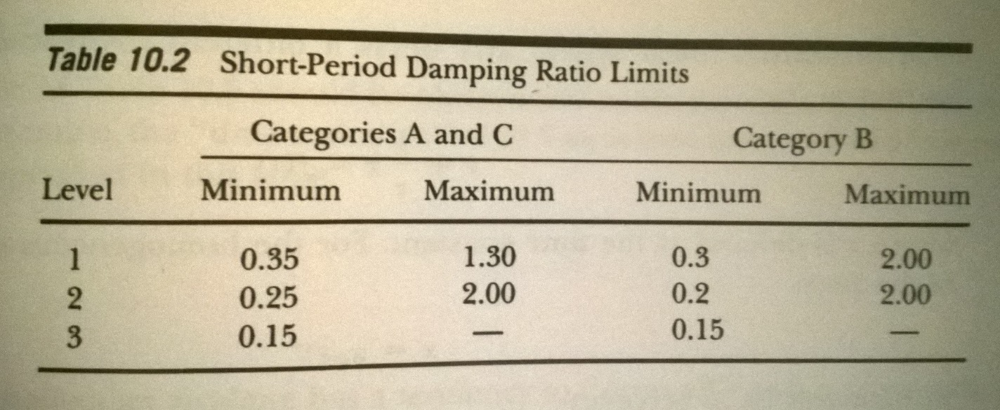 Table 10.2 Short-Period Damping Ratio Limits
Categories A and C Category B
Level Minimum Maximum Minimum Maximum
1 0.35 1.30 0.3 2.00
2 0.25 2.00 0.2 2.00
3 0.15 — 0.15 —